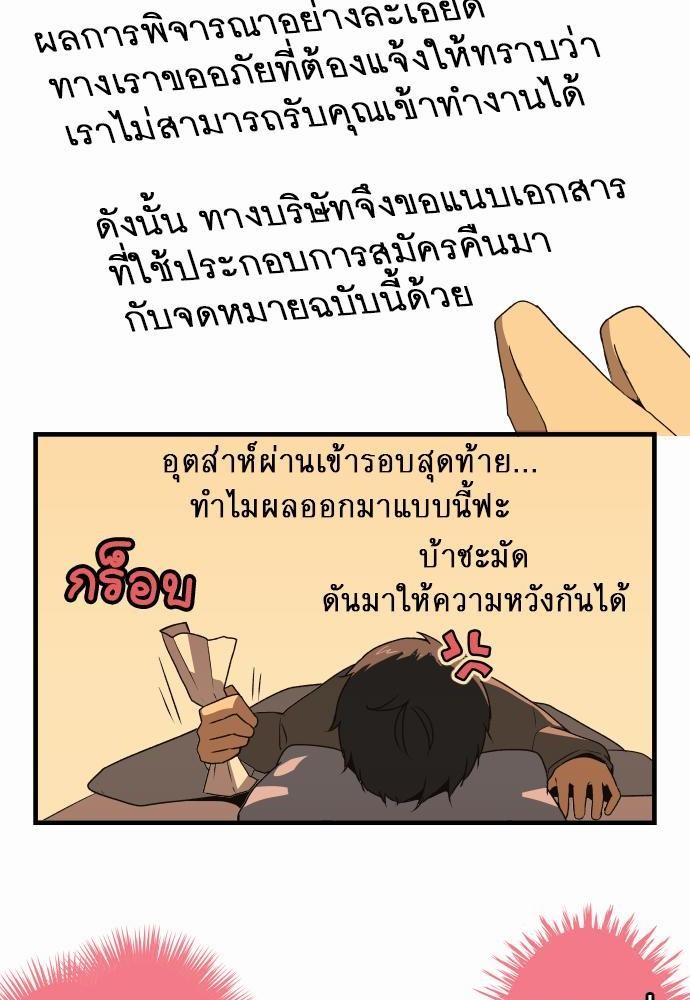 ผลการพิจารณาอย่างละเอียด
ทางเราขออภัยที่ต้องแจ้งให้ทราบว่า
เราไม่สามารถรับคุณเข้าทำงานได้
ดังนั้น ทางบริษัทจึงขอแนบเอกสาร
ที่ใช้ประกอบการสมัครคืนมา
กับจดหมายฉบับนี้ด้วย
อุตส่าห์ผ่านเข้ารอบสุดท้าย...
ทำไมผลออกมาแบบนี้ฟะ
บ้าซะมัด
ดันมาให้ความหวังกันได้
กร็อบ